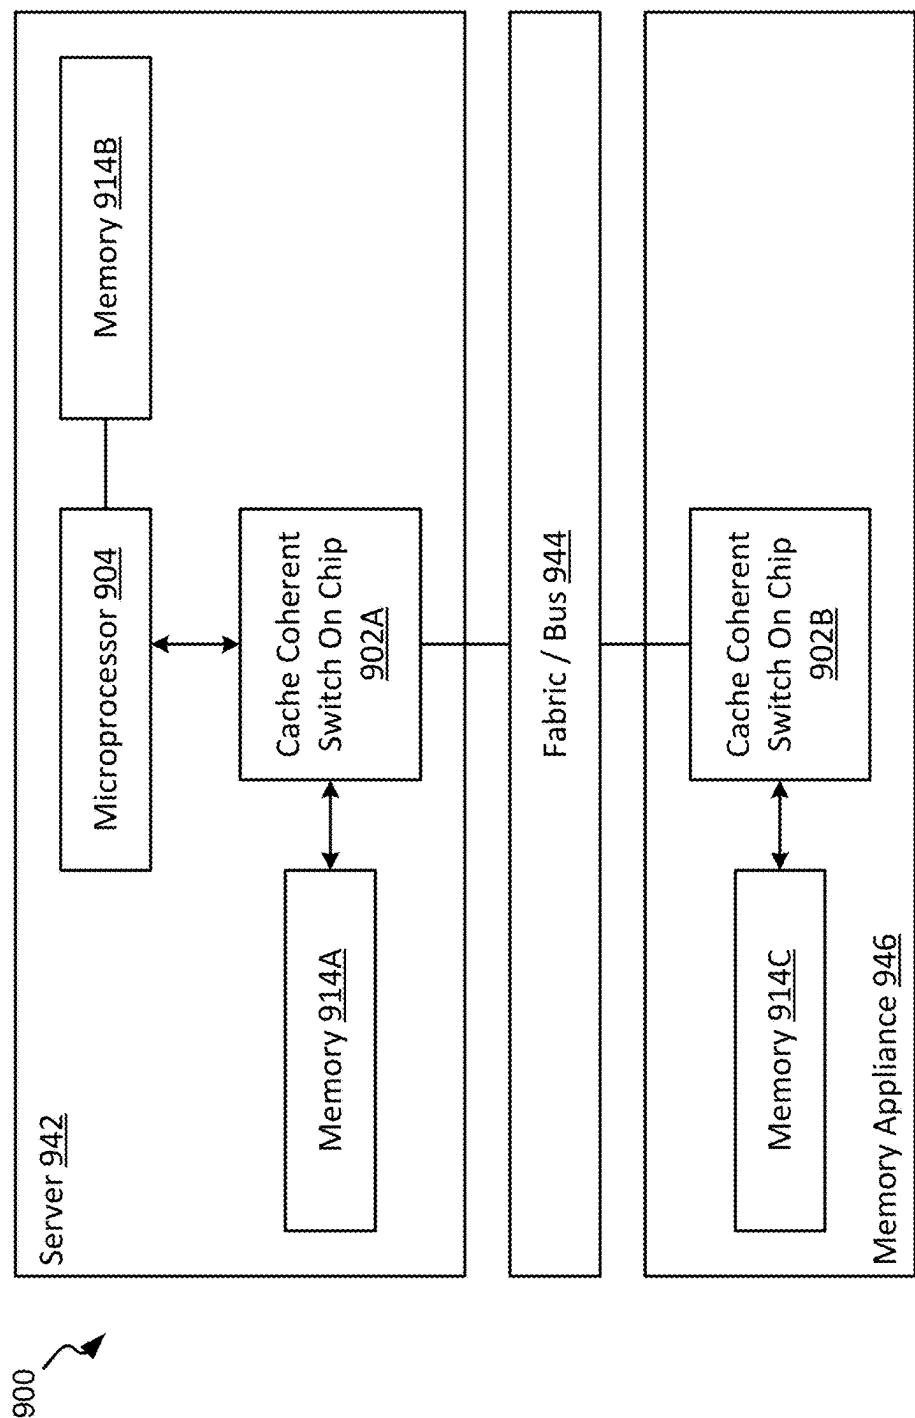 900
Server 942
Microprocessor 904
Memory 914B
Memory 914A
Cache Coherent
Switch On Chip
902A
Fabric / Bus 944
Memory 914C
Cache Coherent
Switch On Chip
902B
Memory Appliance 946